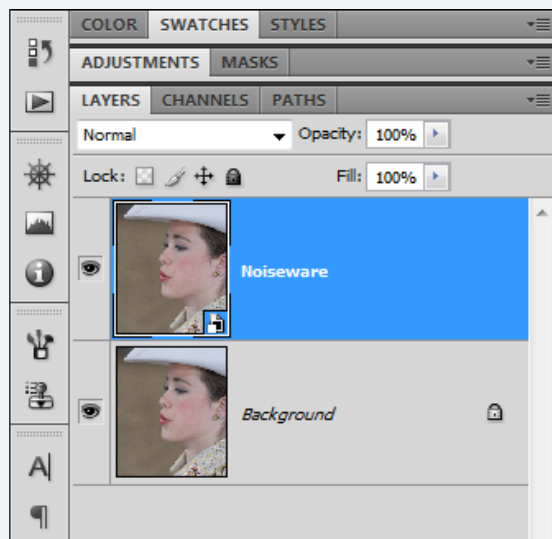 COLOR SWATCHES STYLES
ADJUSTMENTS MASKS
LAYERS CHANNELS PATHS
Normal Opacity: 100%
Lock: Fill: 100%
Noiseware
Background
A
¶